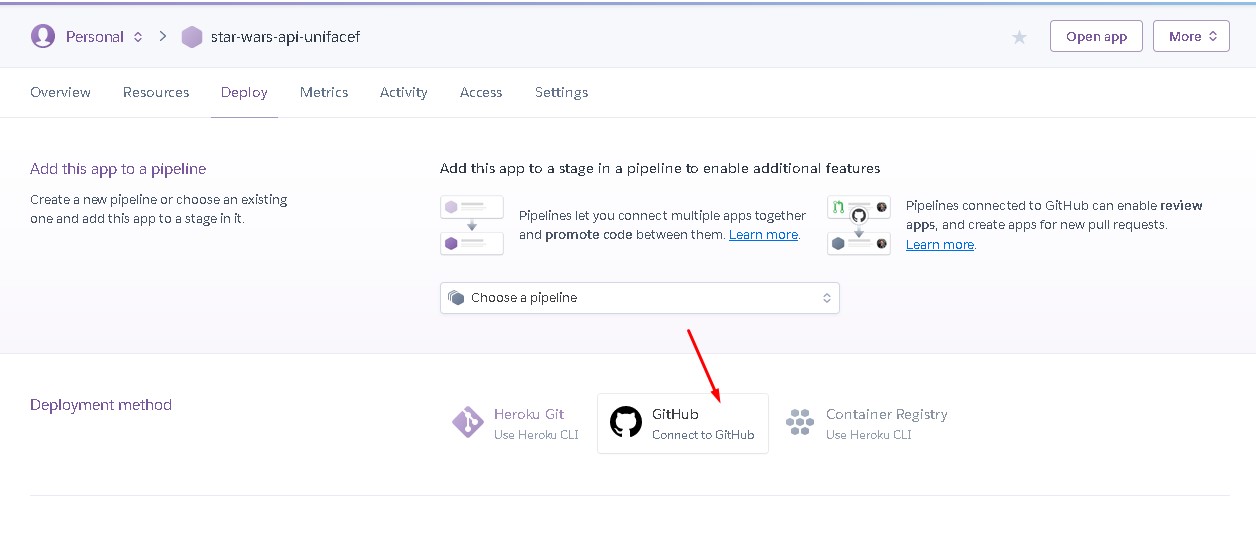 Personal
star-wars-api-unifacef
Open app
More
Overview
Resources
Deploy
Metrics
Activity
Access
Settings
Add this app to a pipeline
Create a new pipeline or choose an existing
one and add this app to a stage in it.
Add this app to a stage in a pipeline to enable additional features
Pipelines let you connect multiple apps together
and promote code between them. Learn more.
Pipelines connected to GitHub can enable review
apps, and create apps for new pull requests.
Learn more.
Choose a pipeline
Deployment method
Heroku Git
Use Heroku CLI
GitHub
Connect to GitHub
Container Registry
Use Heroku CLI